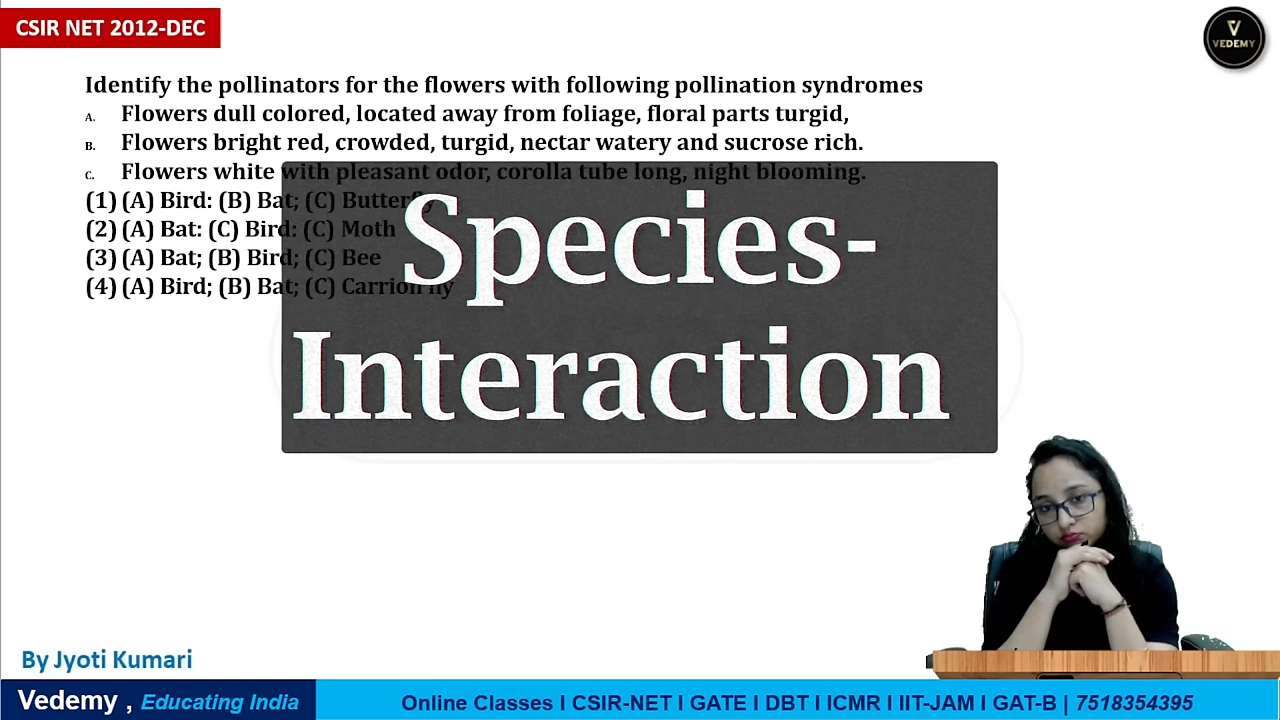 CSIR NET 2012-DEC
VEDEMY
Identify the pollinators for the flowers with following pollination syndromes
A. Flowers dull colored, located away from foliage, floral parts turgid,
B. Flowers bright red, crowded, turgid, nectar watery and sucrose rich.
C. Flowers white with pleasant odor, corolla tube long, night blooming.
(1) (A) Bird: (B) Bat; (C) Butterfly
(2) (A) Bat: (C) Bird: (C) Moth
(3) (A) Bat; (B) Bird; (C) Bee
(4) (A) Bird; (B) Bat; (C) Carrion fly
Species-
Interaction
By Jyoti Kumari
Vedemy , Educating India
Online Classes I CSIR-NET I GATE I DBT I ICMR I IIT-JAM I GAT-B | 7518354395